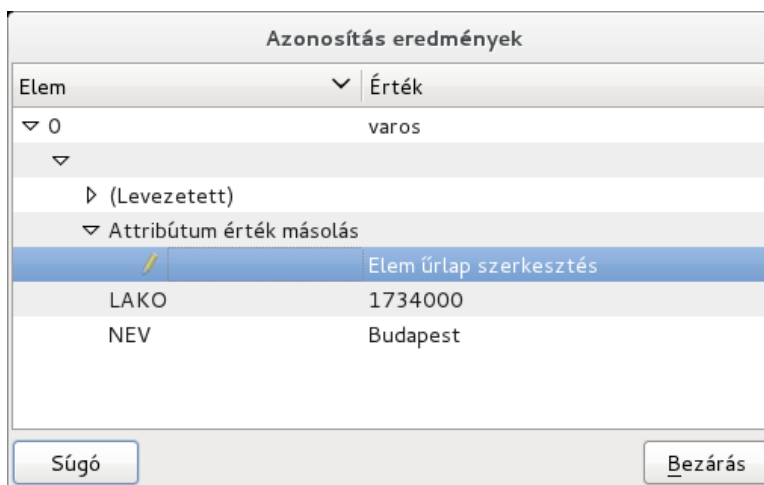 Azonosítás eredmények
Elem Érték
0 varos
(Levezetett)
Attribútum érték másolás
Elem űrlap szerkesztés
LAKO 1734000
NEV Budapest
Súgó Bezárás